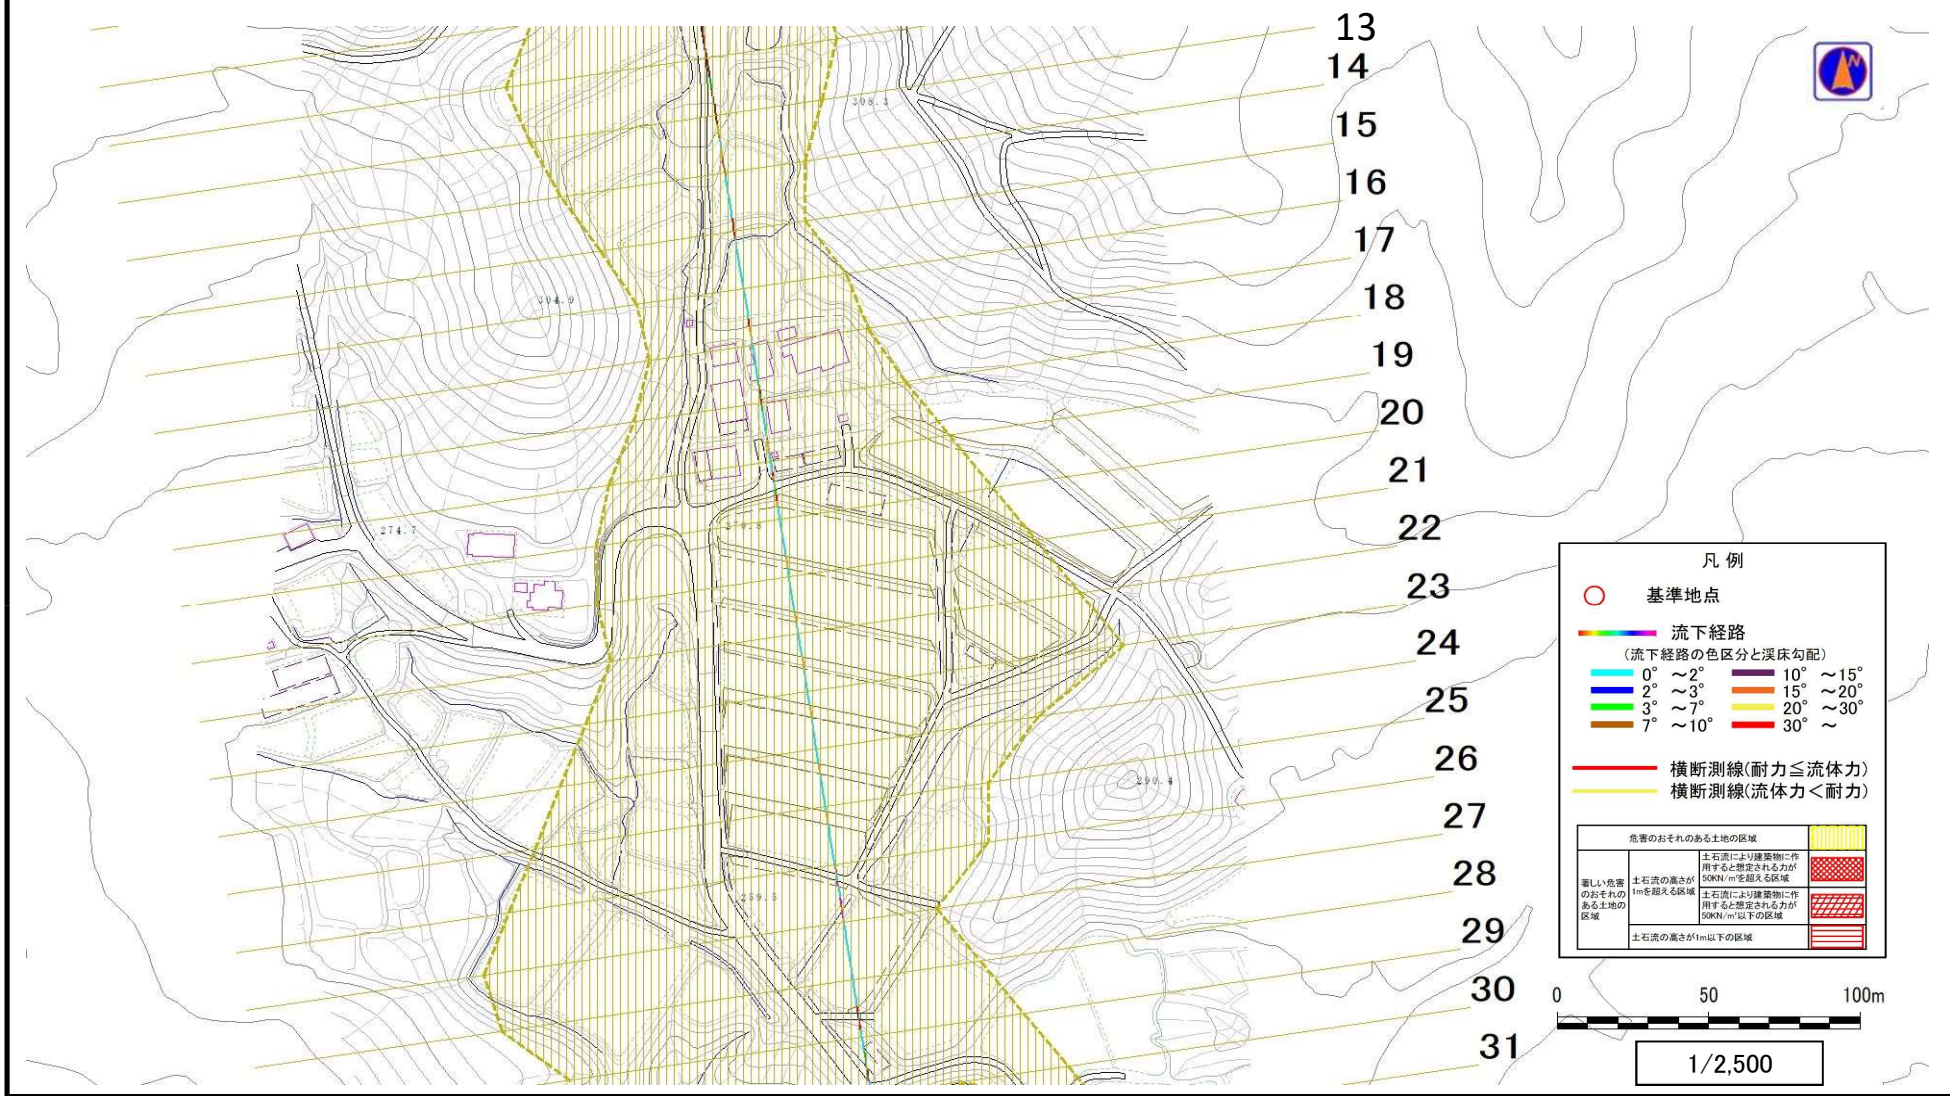 13
14
N
308.3
15
16
17
18
304.9
19
20
21
22
270.8
274.7
23
24
25
26
290.4
27
28
259.5
29
30
31
凡 例
基準地点
流下経路
(流下経路の色区分と渓床勾配)
0° ～2° 10° ～15°
2° ～3° 15° ～20°
3° ～7° 20° ～30°
7° ～10° 30° ～
横断測線(耐力≦流体力)
横断測線(流体力＜耐力)
危害のおそれのある土地の区域
著しい危害
のおそれの
ある土地の
区域
土石流の高さが
1mを超える区域
土石流により建築物に作
用すると想定される力が
50KN/㎡を超える区域
土石流により建築物に作
用すると想定される力が
50KN/㎡以下の区域
土石流の高さが1m以下の区域
0 50 100m
1/2,500